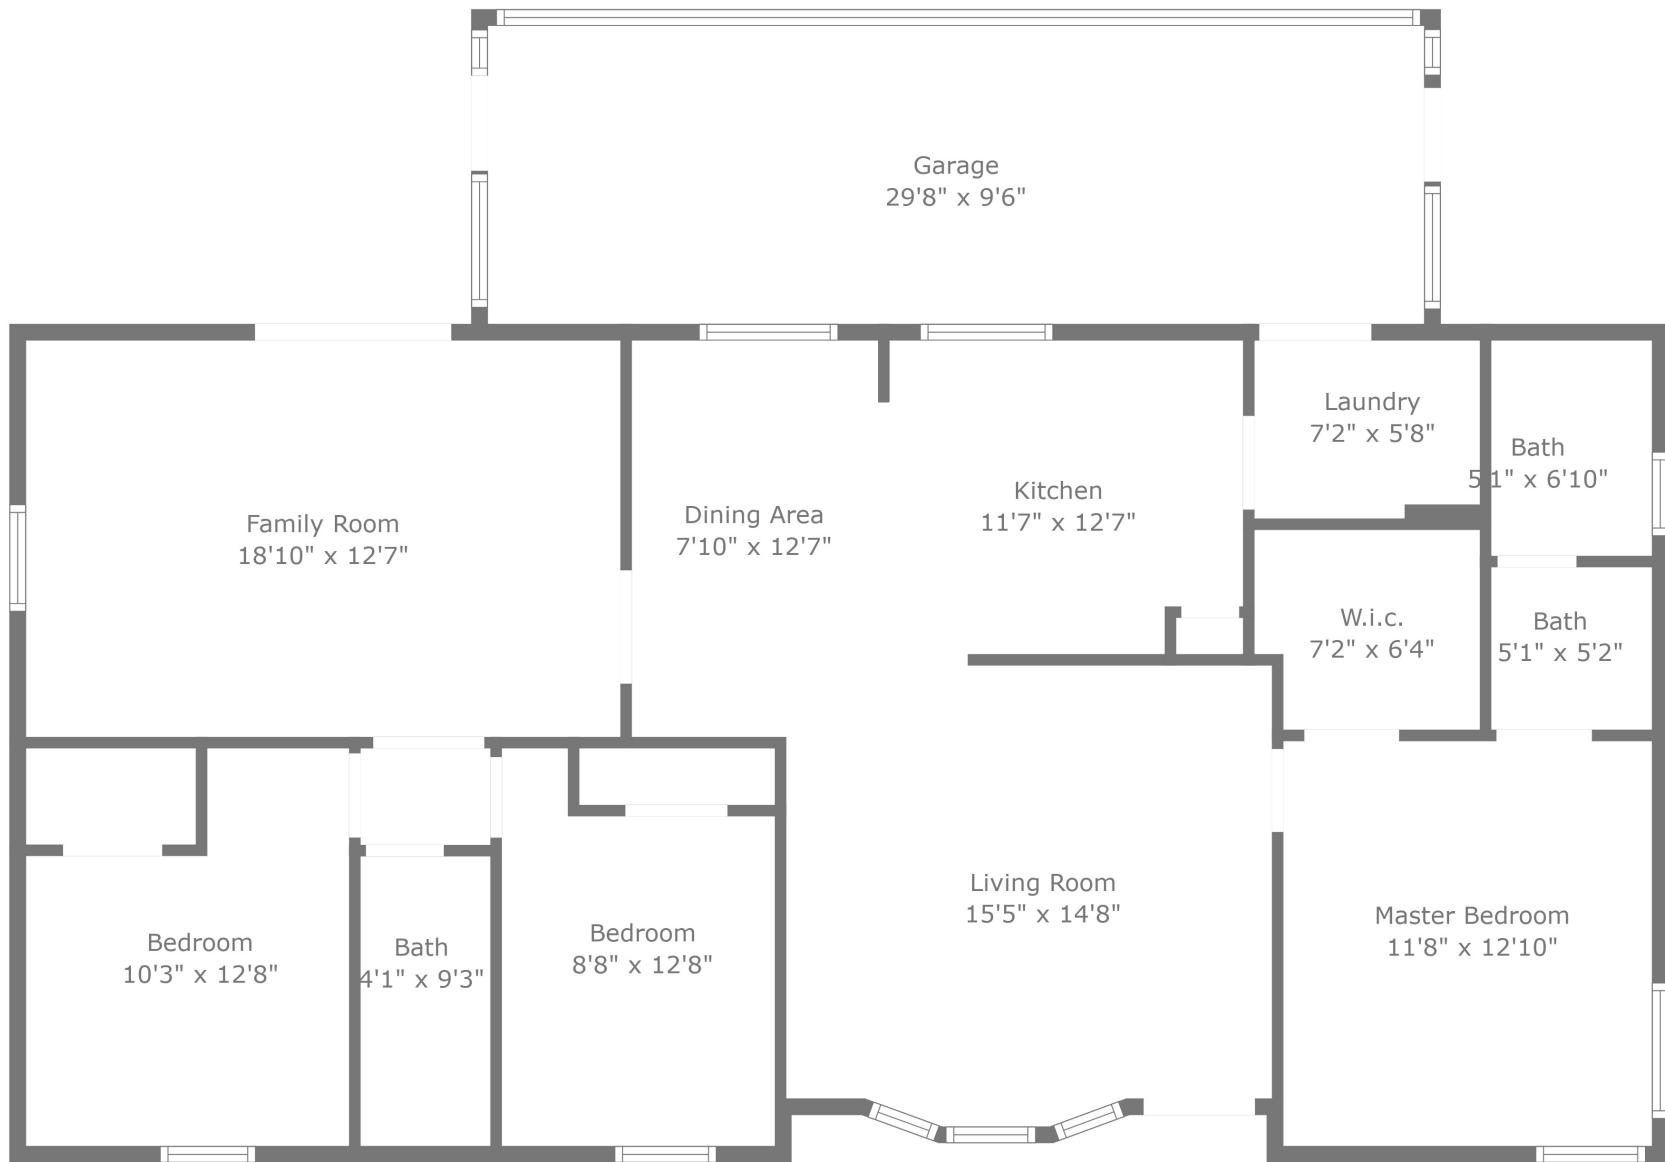 Garage
29'8" x 9'6"
Laundry
7'2" x 5'8"
Bath
5'1" x 6'10"
Kitchen
11'7" x 12'7"
Dining Area
7'10" x 12'7"
Family Room
18'10" x 12'7"
W.i.c.
7'2" x 6'4"
Bath
5'1" x 5'2"
Living Room
15'5" x 14'8"
Master Bedroom
11'8" x 12'10"
Bedroom
10'3" x 12'8"
Bath
4'1" x 9'3"
Bedroom
8'8" x 12'8"